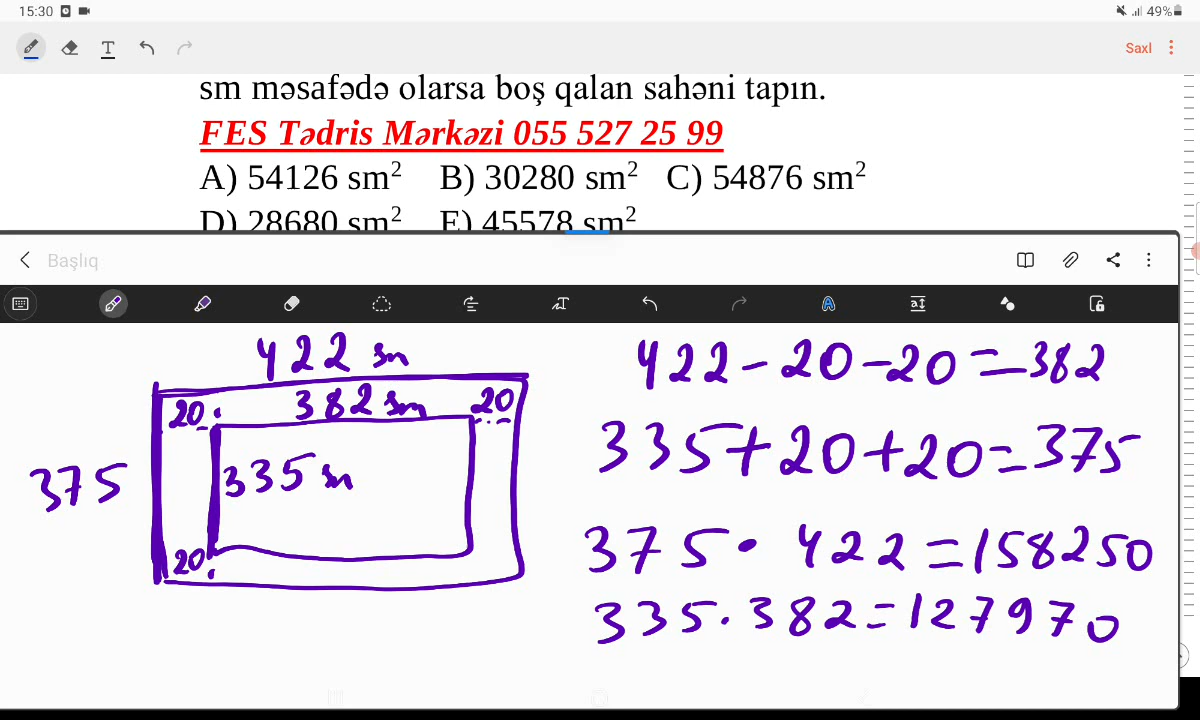 15:30 49%
T Saxl
sm məsafədə olarsa boş qalan sahəni tapın.
FES Tədris Mərkəzi 055 527 25 99
A) 54126 sm² B) 30280 sm² C) 54876 sm²
D) 28680 sm² E) 45578 sm²
Başlıq
422 sm
20 382 sm 20
375
335 sm
20
422-20-20=382
335+20+20=375
375·422=158250
335·382=127970